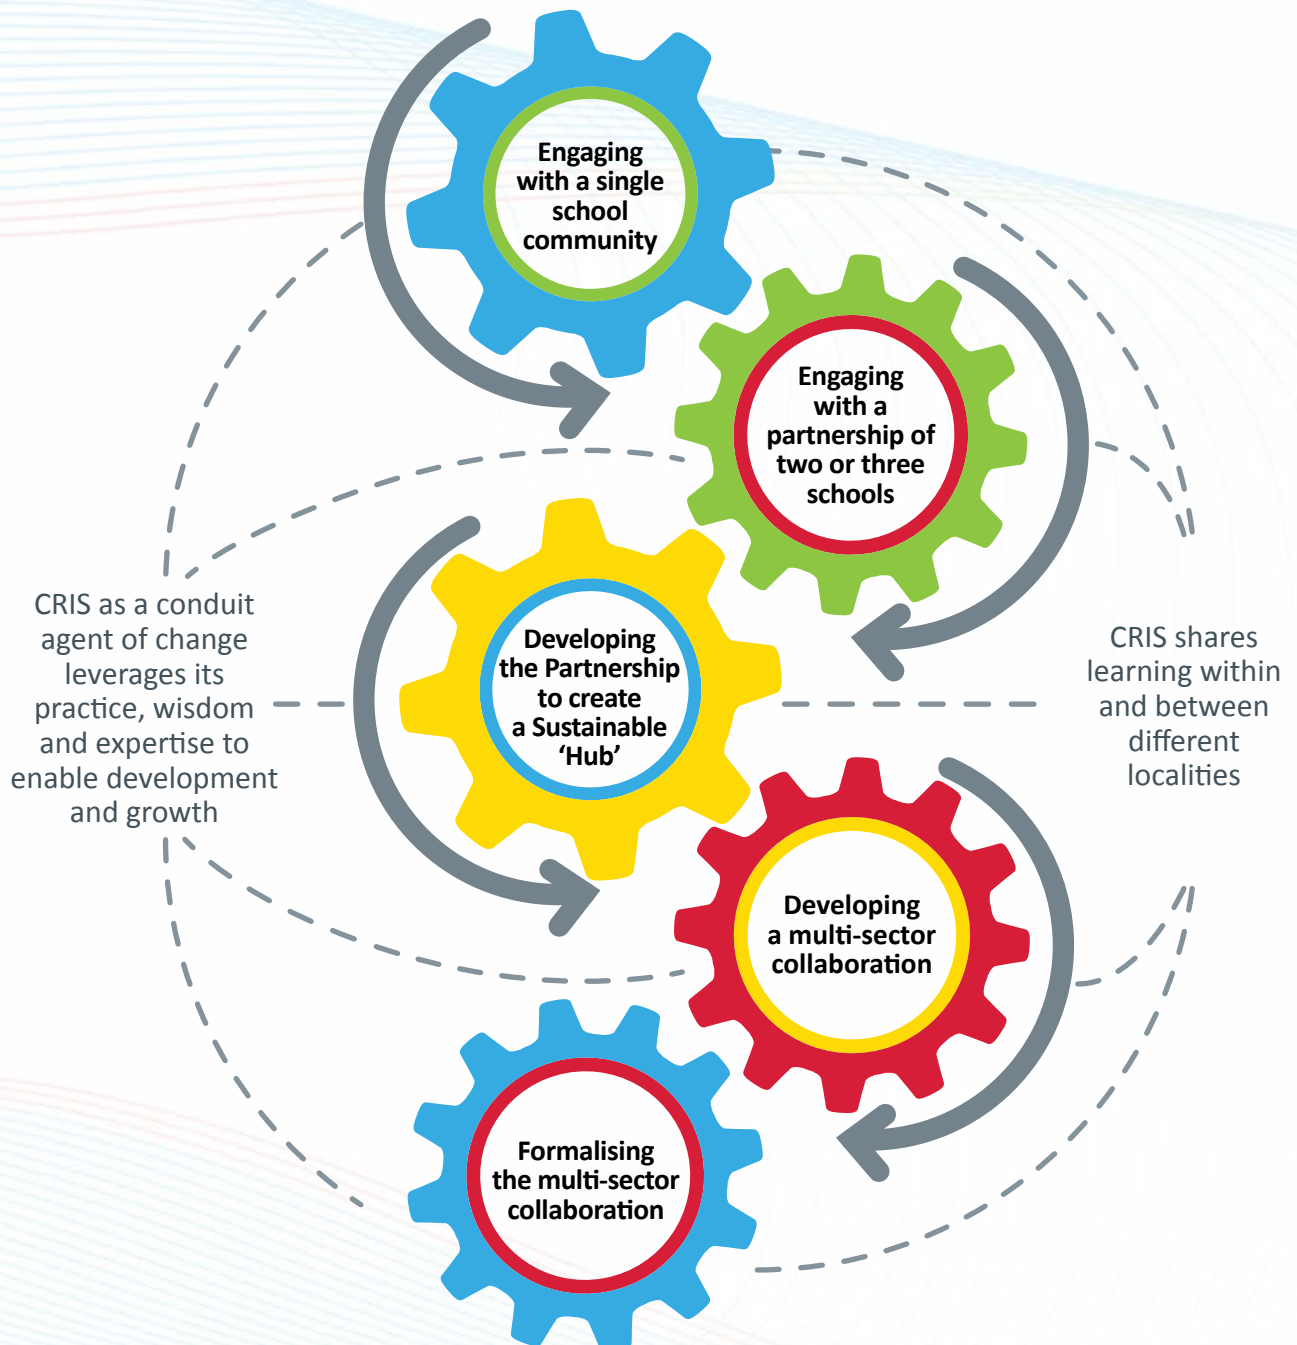 Engaging
with a single
school
community
Engaging
with a
partnership of
two or three
schools
CRIS as a conduit
agent of change
leverages its
practice, wisdom
and expertise to
enable development
and growth
Developing
the Partnership
to create
a Sustainable
‘Hub’
CRIS shares
learning within
and between
different
localities
Developing
a multi-sector
collaboration
Formalising
the multi-sector
collaboration